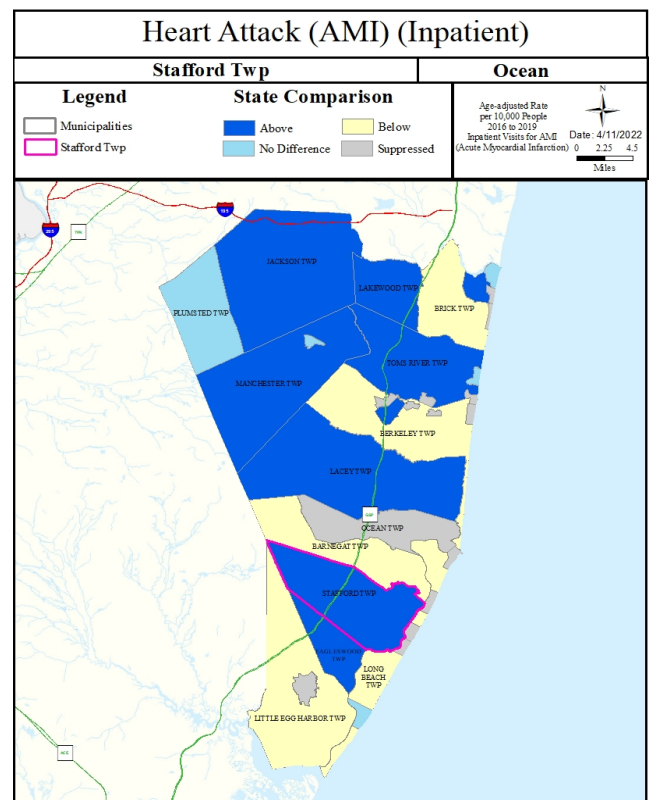 Heart Attack (AMI) (Inpatient)
Stafford Twp
Ocean
Legend
State Comparison
Municipalities
Stafford Twp
Above
Below
No Difference
Suppressed
Age-adjusted Rate
per 10,000 People
2016 to 2019
Inpatient Visits for AMI
(Acute Myocardial Infarction)
N
Date: 4/11/2022
0 2.25 4.5
Miles
JACKSON TWP
LAKEWOOD TWP
PLUMSTED TWP
BRICK TWP
TOMS RIVER TWP
MANCHESTER TWP
BERKELEY TWP
LACEY TWP
OCEAN TWP
BARNEGAT TWP
STAFFORD TWP
TWP
LONG
BEACH
TWP
LITTLE EGG HARBOR TWP